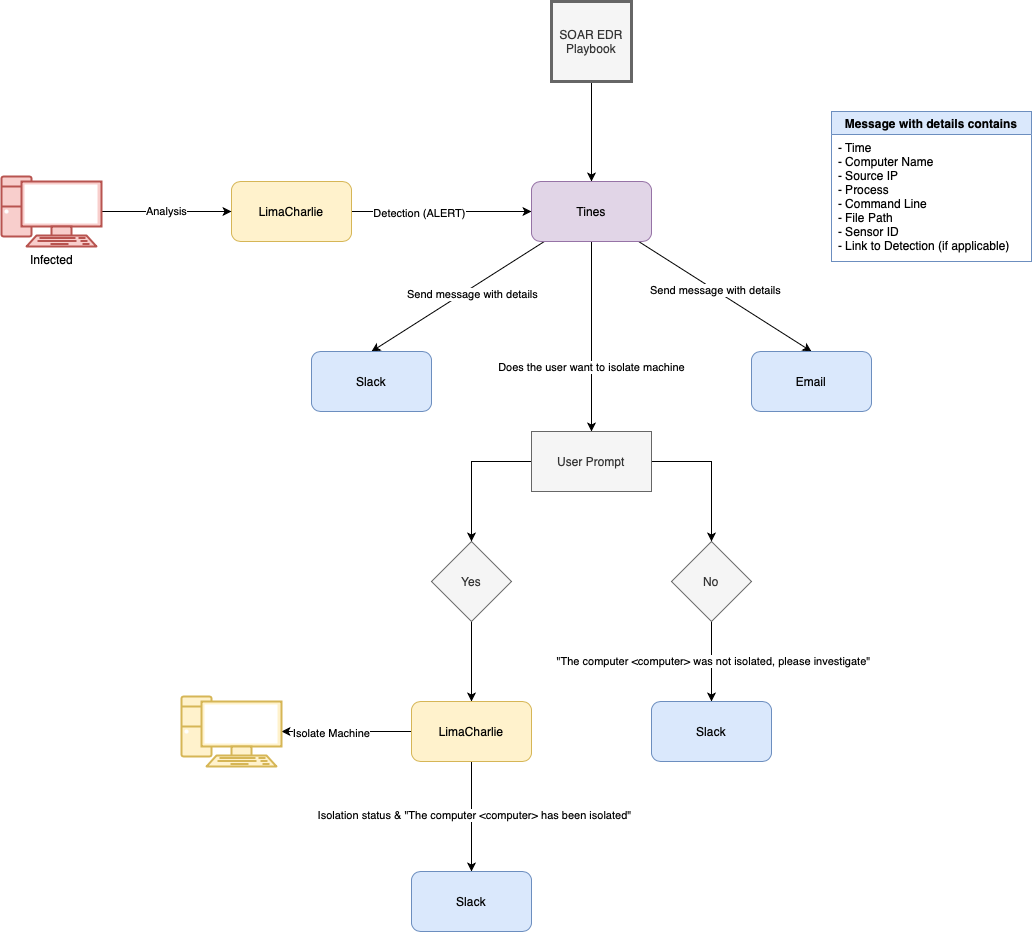 SOAR EDR
Playbook
Message with details contains
- Time
- Computer Name
- Source IP
- Process
- Command Line
- File Path
- Sensor ID
- Link to Detection (if applicable)
Infected
Analysis
LimaCharlie
Detection (ALERT)
Tines
Send message with details
Send message with details
Slack
Does the user want to isolate machine
Email
User Prompt
Yes
No
"The computer <computer> was not isolated, please investigate"
Isolate Machine
LimaCharlie
Slack
Isolation status & "The computer <computer> has been isolated"
Slack